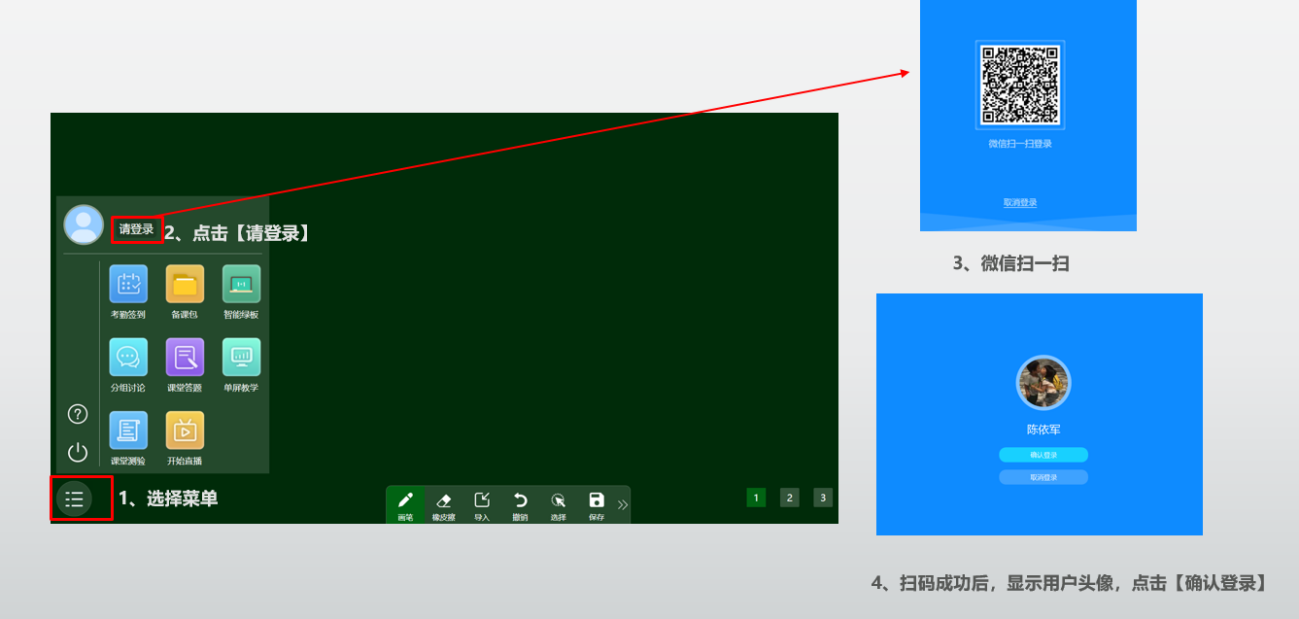 微信扫一扫登录
取消登录
3、微信扫一扫
请登录
2、点击【请登录】
考勤签到
备课包
智能绿板
分组讨论
课堂答题
单屏教学
课堂测验
开始直播
1、选择菜单
画笔
橡皮擦
导入
撤销
选择
保存
1
2
3
陈依军
确认登录
取消登录
4、扫码成功后，显示用户头像，点击【确认登录】